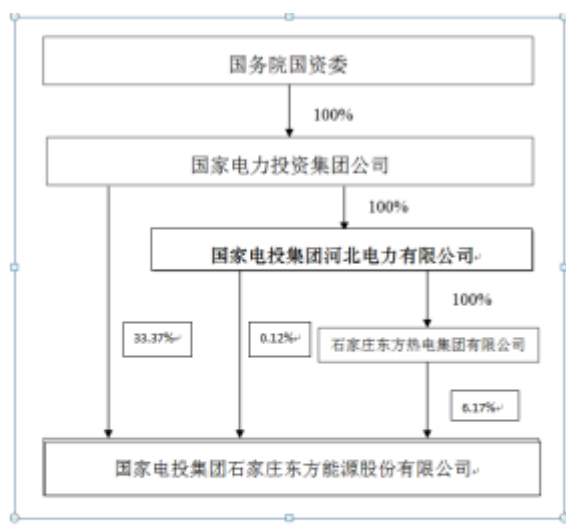 国务院国资委
100%
国家电力投资集团公司
100%
国家电投集团河北电力有限公司
100%
33.37%
0.12%
石家庄东方热电集团有限公司
6.17%
国家电投集团石家庄东方能源股份有限公司